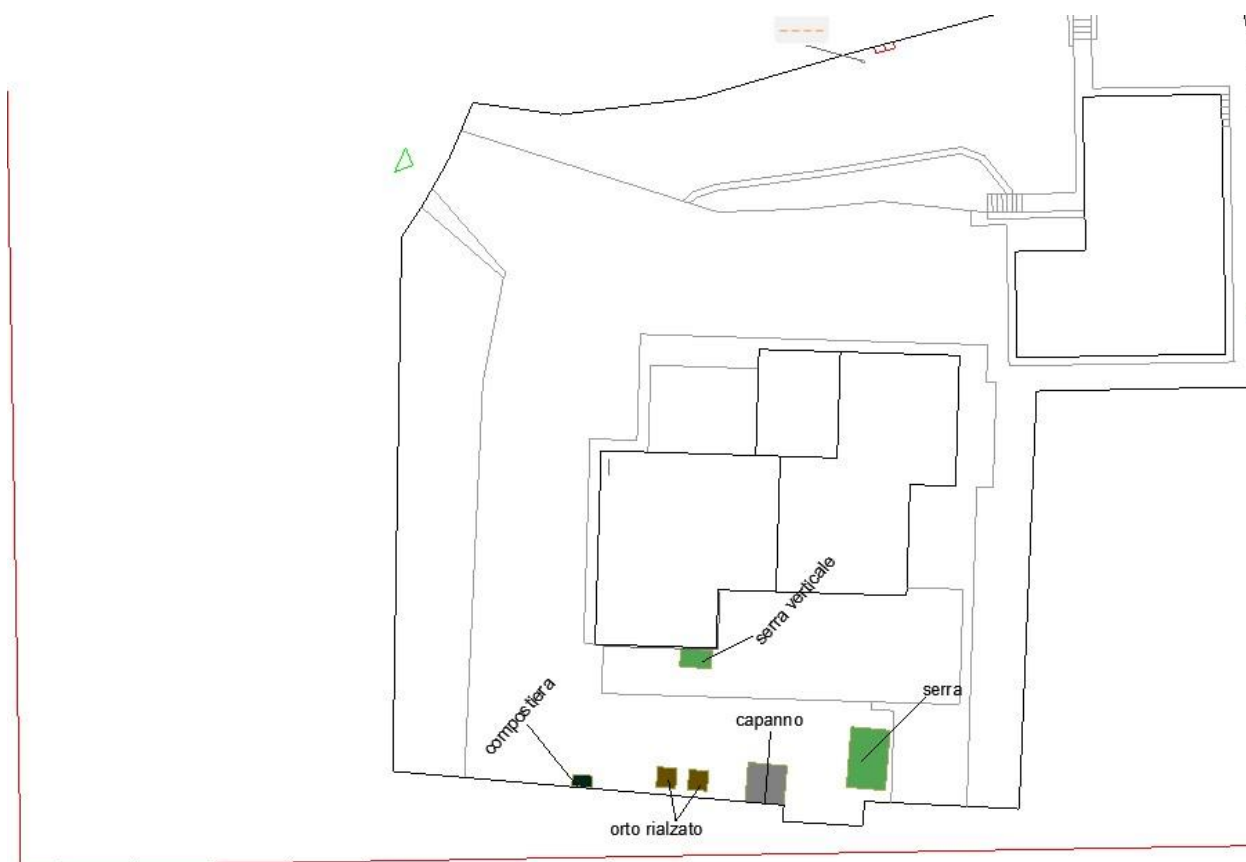 serra verticale
serra
compostiera
capanno
orto rialzato